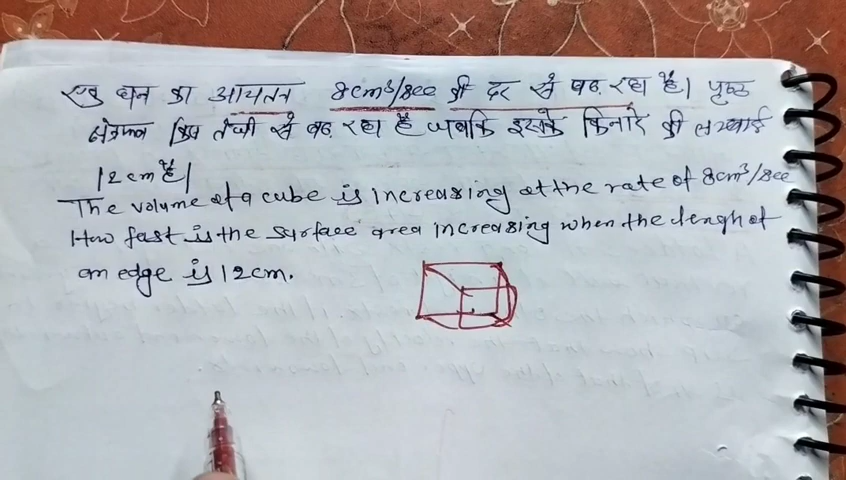 एक घन का आयतन 8cm³/sec की दर से बढ़ रहा है। पृष्ठ
क्षेत्रफल किस तेजी से बढ़ रहा है जबकि इसके किनारे की लम्बाई
12cm है।
The volume of a cube is increasing at the rate of 8cm³/sec
How fast is the surface area increasing when the lengh of
an edge is 12cm.